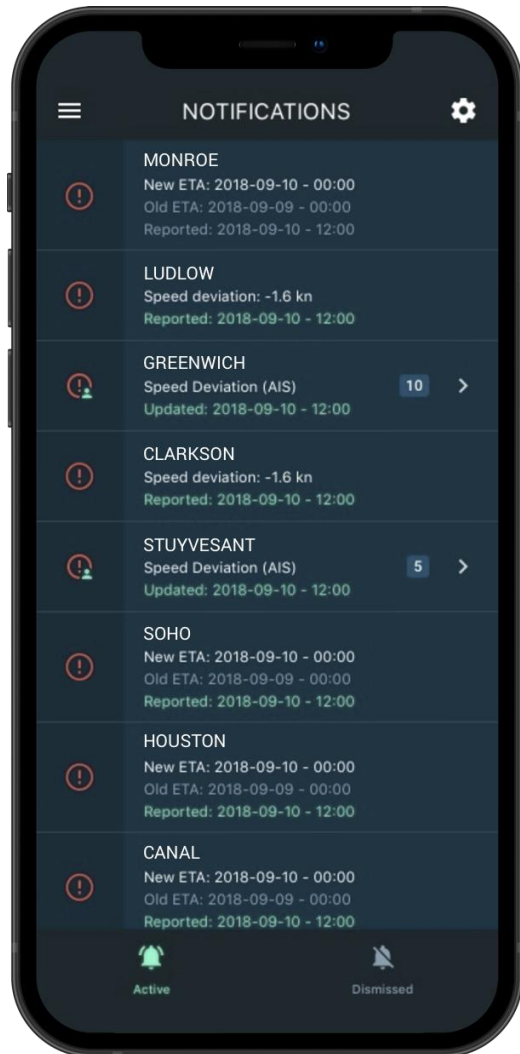 NOTIFICATIONS
MONROE
New ETA: 2018-09-10 - 00:00
Old ETA: 2018-09-09 - 00:00
Reported: 2018-09-10 - 12:00
LUDLOW
Speed deviation: -1.6 kn
Reported: 2018-09-10 - 12:00
GREENWICH
Speed Deviation (AIS)
10
Updated: 2018-09-10 - 12:00
CLARKSON
Speed deviation: -1.6 kn
Reported: 2018-09-10 - 12:00
STUYVESANT
Speed Deviation (AIS)
5
Updated: 2018-09-10 - 12:00
SOHO
New ETA: 2018-09-10 - 00:00
Old ETA: 2018-09-09 - 00:00
Reported: 2018-09-10 - 12:00
HOUSTON
New ETA: 2018-09-10 - 00:00
Old ETA: 2018-09-09 - 00:00
Reported: 2018-09-10 - 12:00
CANAL
New ETA: 2018-09-10 - 00:00
Old ETA: 2018-09-09 - 00:00
Reported: 2018-09-10 - 12:00
Active
Dismissed